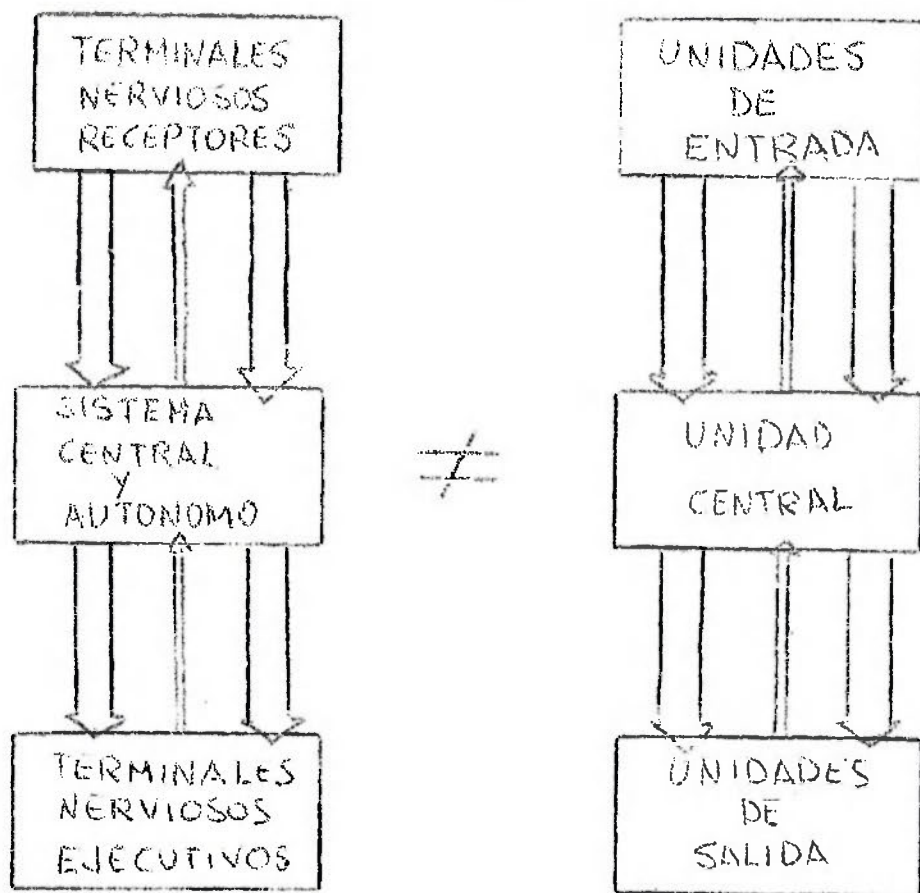 TERMINALES
NERVIOSOS
RECEPTORES
SISTEMA
CENTRAL
Y
AUTONOMO
TERMINALES
NERVIOSOS
EJECUTIVOS
≠
UNIDADES
DE
ENTRADA
UNIDAD
CENTRAL
UNIDADES
DE
SALIDA